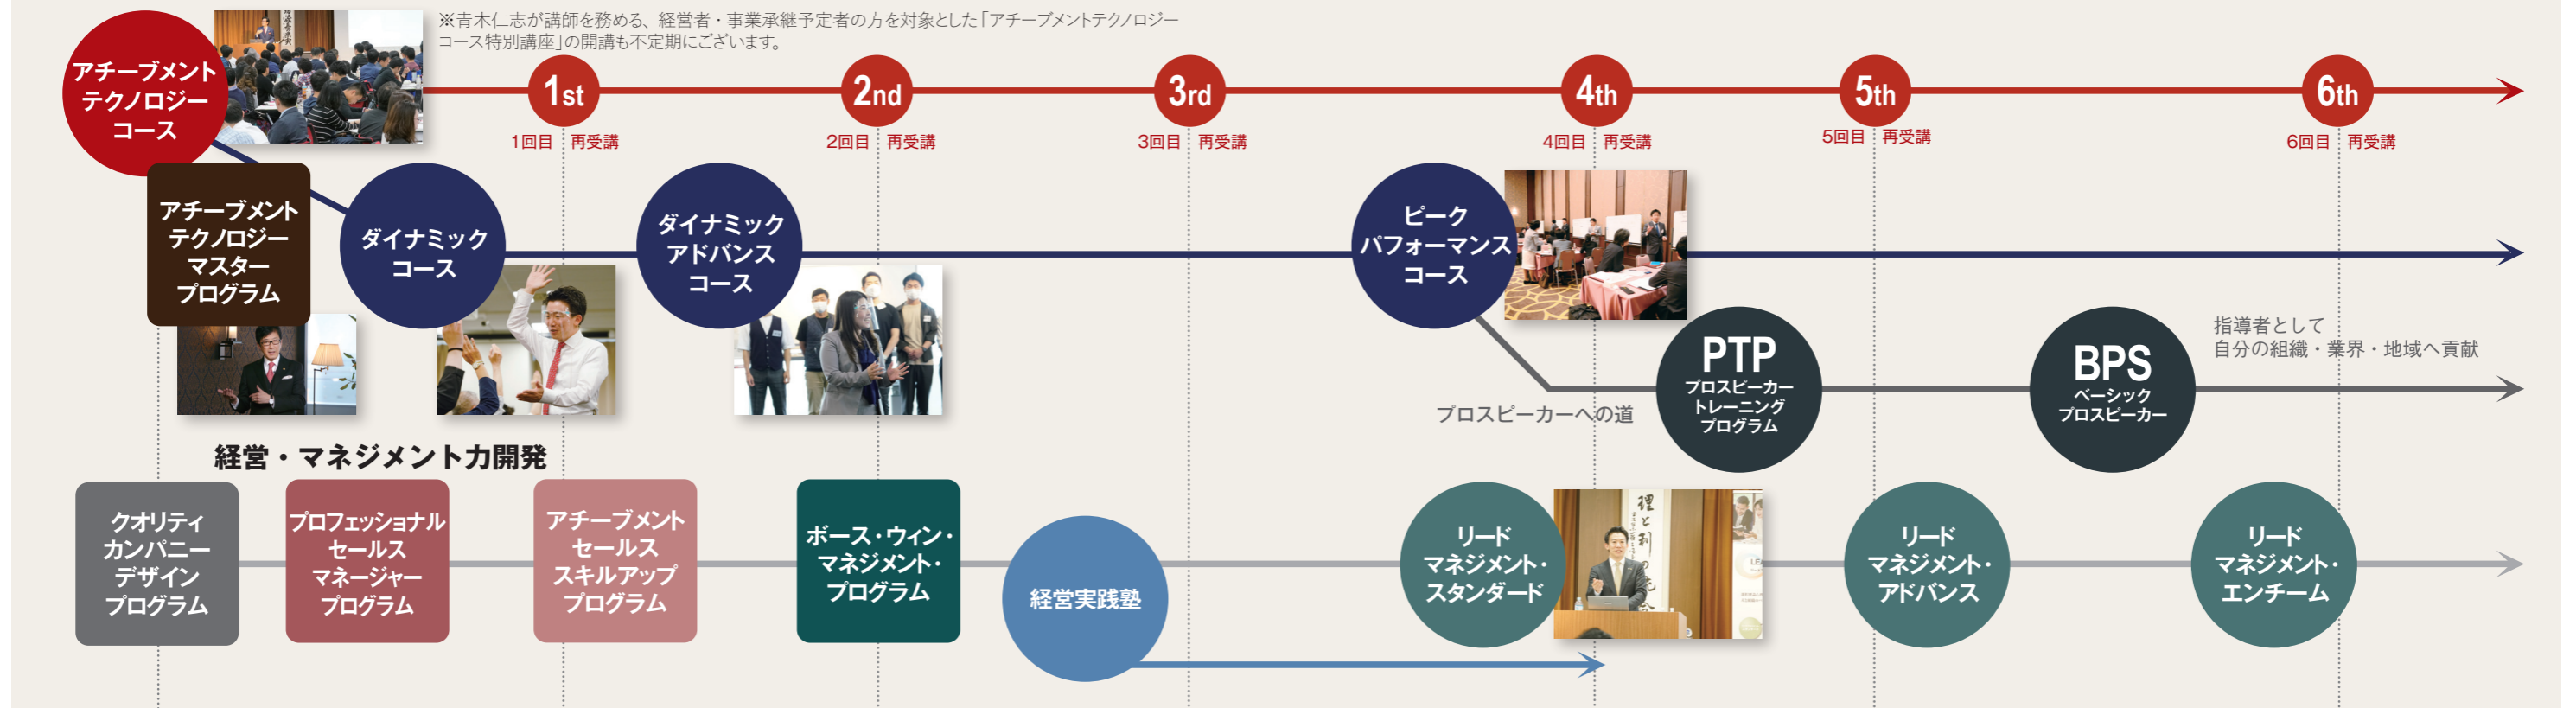 ※青木仁志が講師を務める、経営者・事業承継予定者の方を対象とした「アチーブメントテクノロジー
コース特別講座」の開講も不定期にございます。
アチーブメント
テクノロジー
コース
1st
2nd
3rd
4th
5th
6th
1回目 再受講
2回目 再受講
3回目 再受講
4回目 再受講
5回目 再受講
6回目 再受講
アチーブメント
テクノロジー
マスター
プログラム
ダイナミック
コース
ダイナミック
アドバンス
コース
ピーク
パフォーマンス
コース
プロスピーカーへの道
PTP
プロスピーカー
トレーニング
プログラム
BPS
ベーシック
プロスピーカー
指導者として
自分の組織・業界・地域へ貢献
経営・マネジメント力開発
クオリティ
カンパニー
デザイン
プログラム
プロフェッショナル
セールス
マネージャー
プログラム
アチーブメント
セールス
スキルアップ
プログラム
ボース・ウィン・
マネジメント・
プログラム
経営実践塾
リード
マネジメント・
スタンダード
リード
マネジメント・
アドバンス
リード
マネジメント・
エンチーム